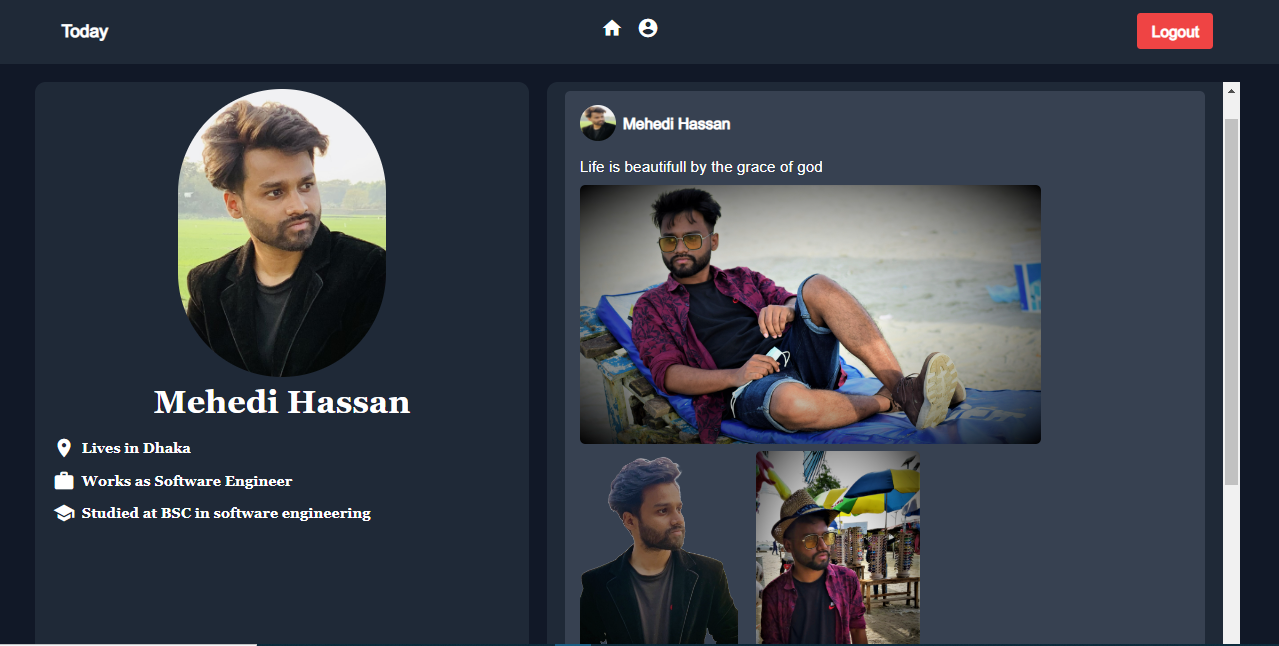 Today
Logout
Mehedi Hassan
Lives in Dhaka
Works as Software Engineer
Studied at BSC in software engineering
Mehedi Hassan
Life is beautifull by the grace of god